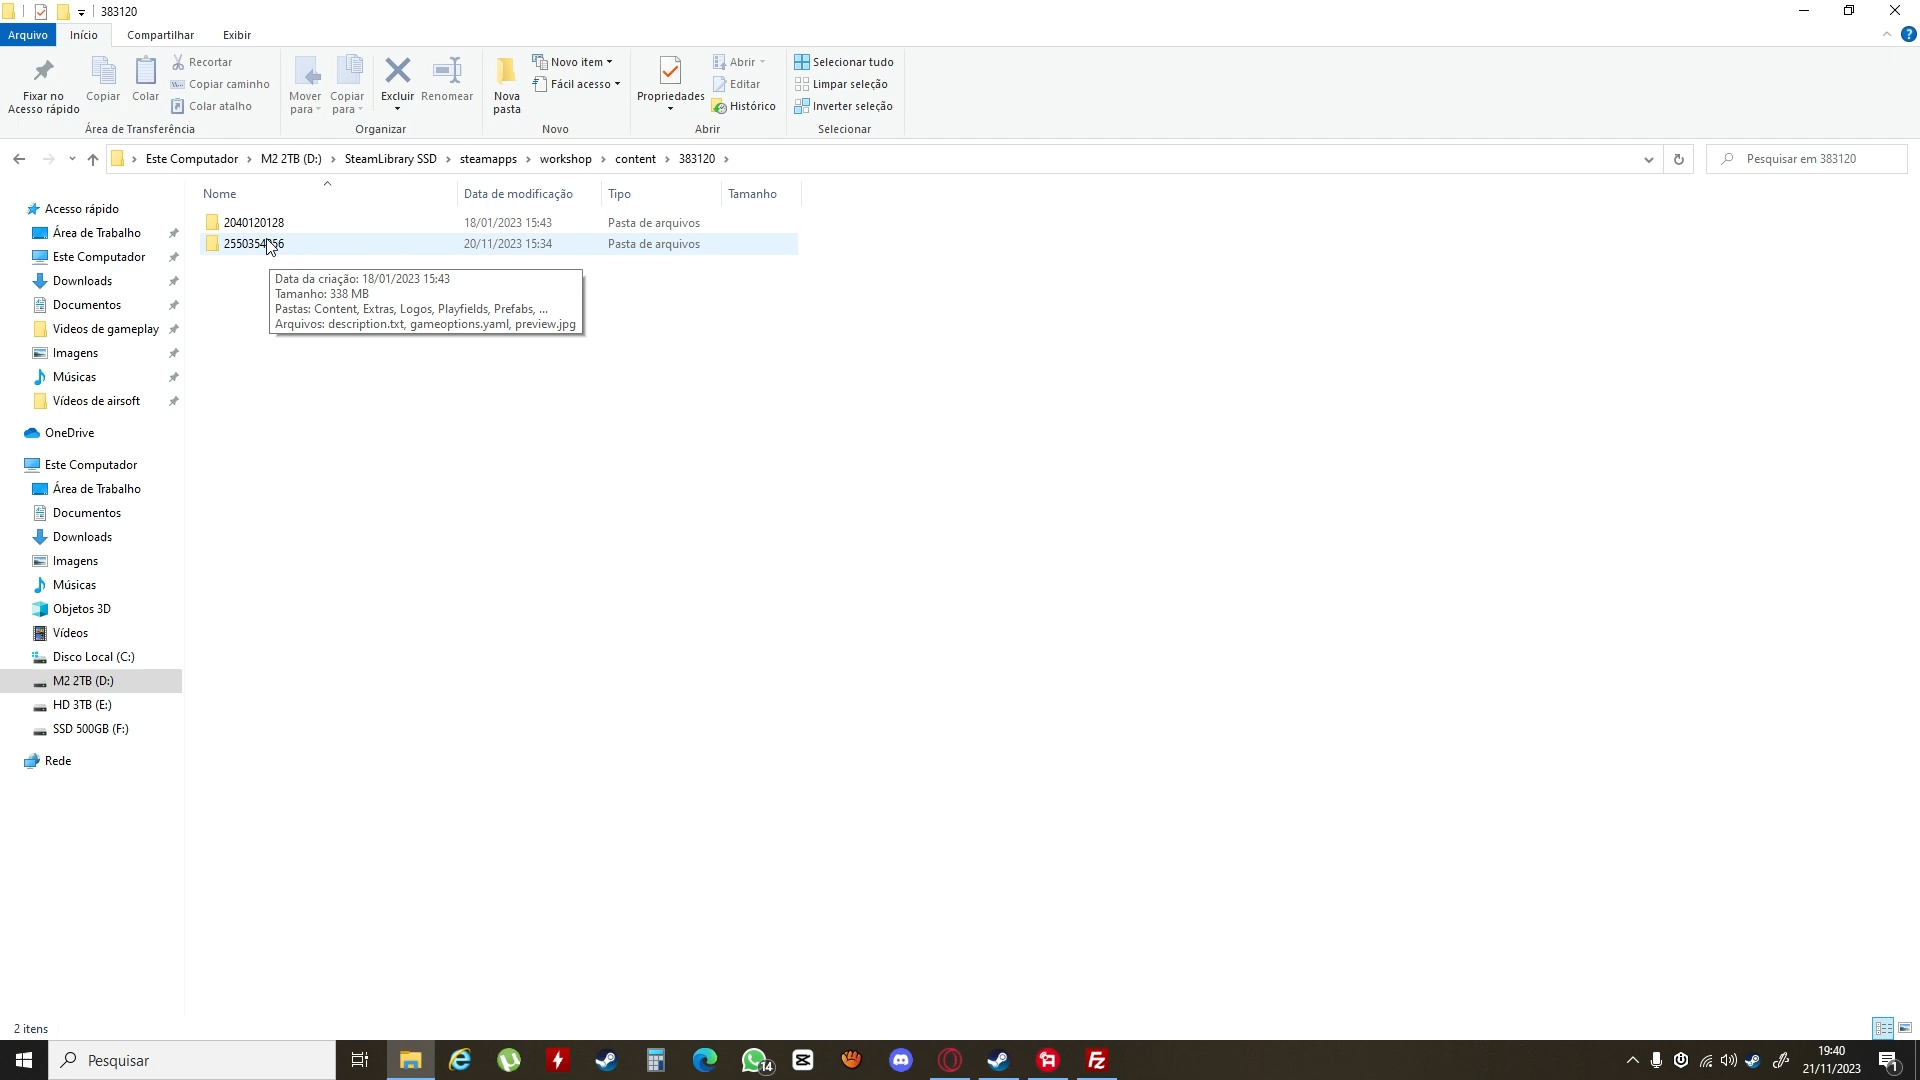 383120
Arquivo Início Compartilhar Exibir
Fixar no Acesso rápido
Copiar
Colar
Recortar
Copiar caminho
Colar atalho
Área de Transferência
Mover para
Copiar para
Excluir
Renomear
Organizar
Nova pasta
Novo item
Fácil acesso
Novo
Propriedades
Abrir
Editar
Histórico
Abrir
Selecionar tudo
Limpar seleção
Inverter seleção
Selecionar
Este Computador › M2 2TB (D:) › SteamLibrary SSD › steamapps › workshop › content › 383120 ›
Pesquisar em 383120
Nome Data de modificação Tipo Tamanho
2040120128 18/01/2023 15:43 Pasta de arquivos
20/11/2023 15:34 Pasta de arquivos
Data da criação: 18/01/2023 15:43
Tamanho: 338 MB
Pastas: Content, Extras, Logos, Playfields, Prefabs, ...
Arquivos: description.txt, gameoptions.yaml, preview.jpg
Acesso rápido
Área de Trabalho
Este Computador
Downloads
Documentos
Videos de gameplay
Imagens
Músicas
Vídeos de airsoft
OneDrive
Este Computador
Área de Trabalho
Documentos
Downloads
Imagens
Músicas
Objetos 3D
Vídeos
Disco Local (C:)
M2 2TB (D:)
HD 3TB (E:)
SSD 500GB (F:)
Rede
2 itens
Pesquisar
14
19:40
21/11/2023
1